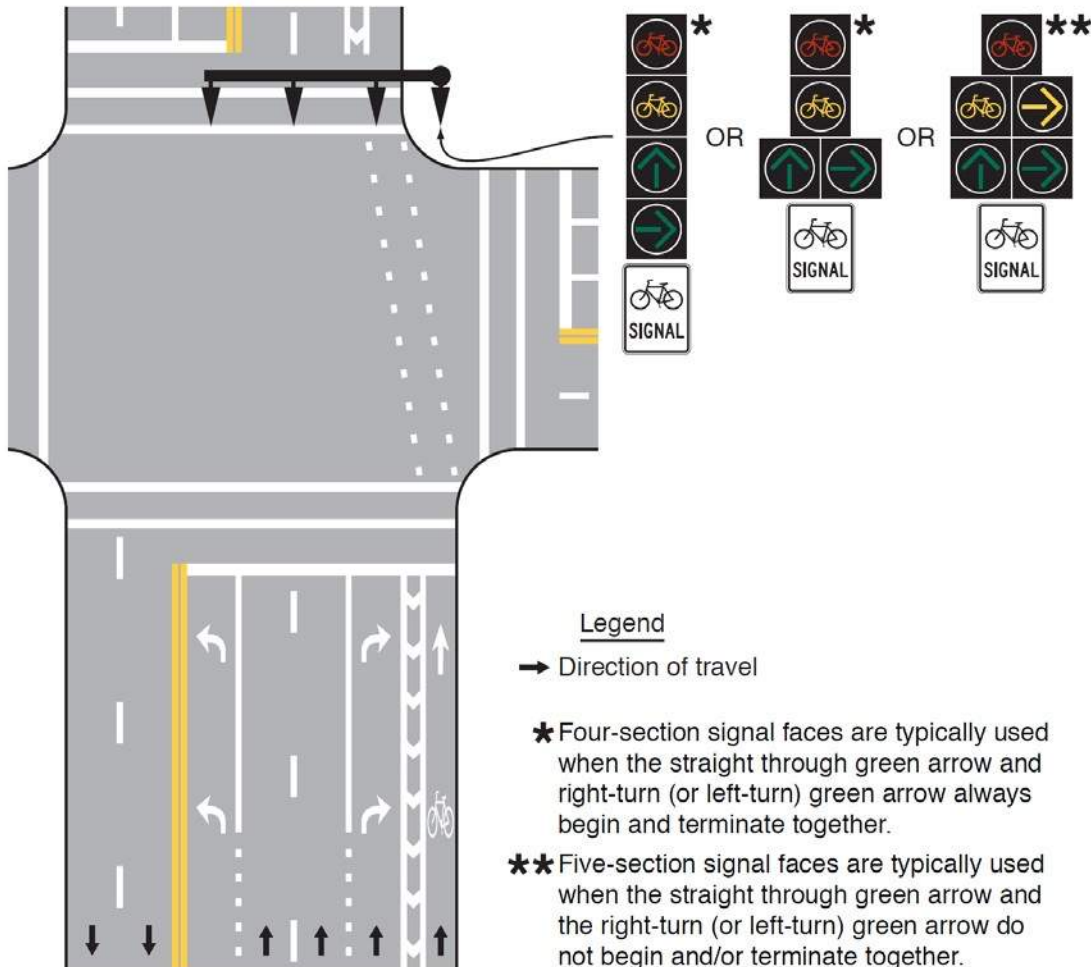 *
*
**
OR
OR
SIGNAL
SIGNAL
SIGNAL
Legend
Direction of travel
* Four-section signal faces are typically used
when the straight through green arrow and
right-turn (or left-turn) green arrow always
begin and terminate together.
** Five-section signal faces are typically used
when the straight through green arrow and
the right-turn (or left-turn) green arrow do
not begin and/or terminate together.